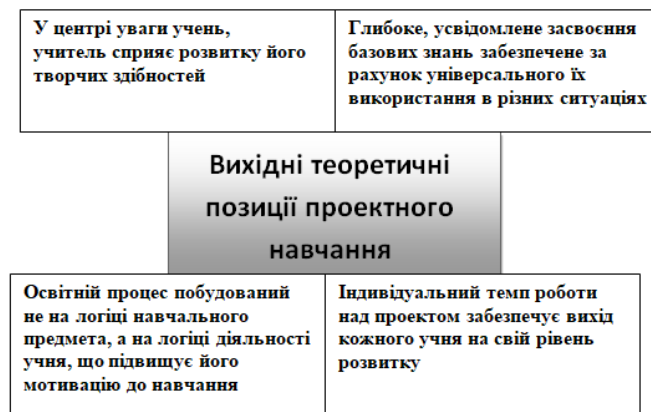 У центрі уваги учень,
учитель сприяє розвитку його
творчих здібностей
Глибоке, усвідомлене засвоєння
базових знань забезпечене за
рахунок універсального їх
використання в різних ситуаціях
Вихідні теоретичні
позиції проектного
навчання
Освітній процес побудований
не на логіці навчального
предмета, а на логіці діяльності
учня, що підвищує його
мотивацію до навчання
Індивідуальний темп роботи
над проектом забезпечує вихід
кожного учня на свій рівень
розвитку